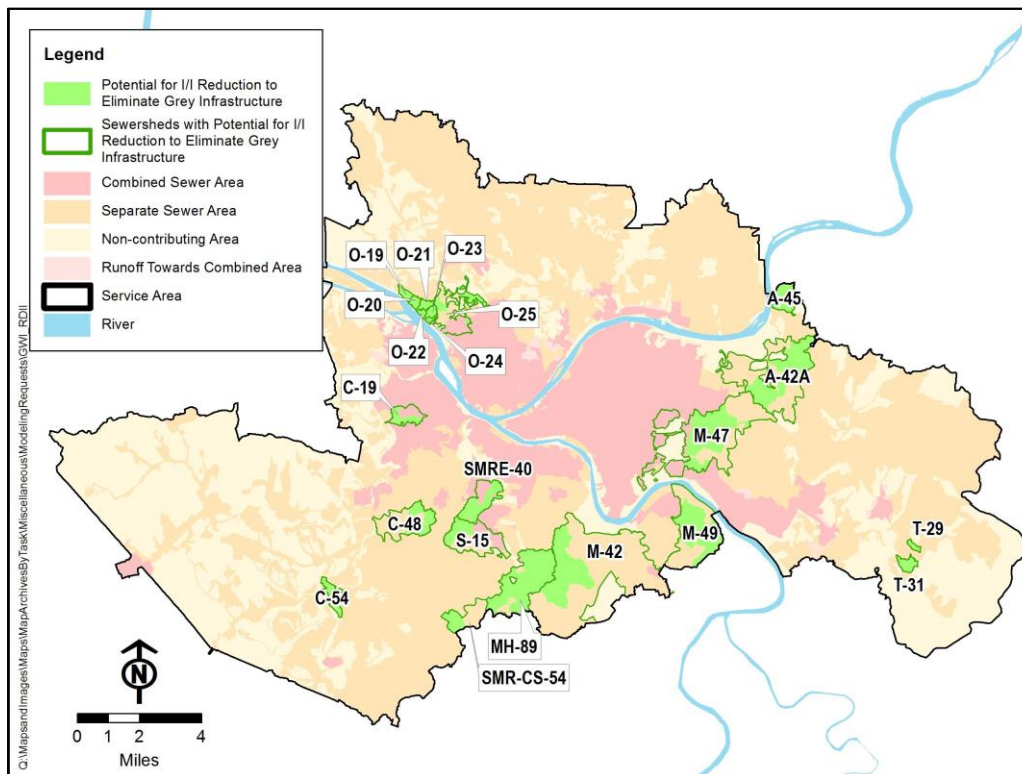 Legend
Potential for I/I Reduction to
Eliminate Grey Infrastructure
Sewersheds with Potential for I/I
Reduction to Eliminate Grey
Infrastructure
Combined Sewer Area
Separate Sewer Area
Non-contributing Area
Runoff Towards Combined Area
Service Area
River
O-19
O-21
O-23
O-20
O-25
O-22
O-24
C-19
A-45
A-42A
M-47
SMRE-40
C-48
S-15
M-42
M-49
T-29
T-31
C-54
MH-89
SMR-CS-54
N
0 1 2 4
Miles
Q:\MapsandImages\Maps\MapArchivesByTask\Miscellaneous\ModelingRequests\GWI_RDII